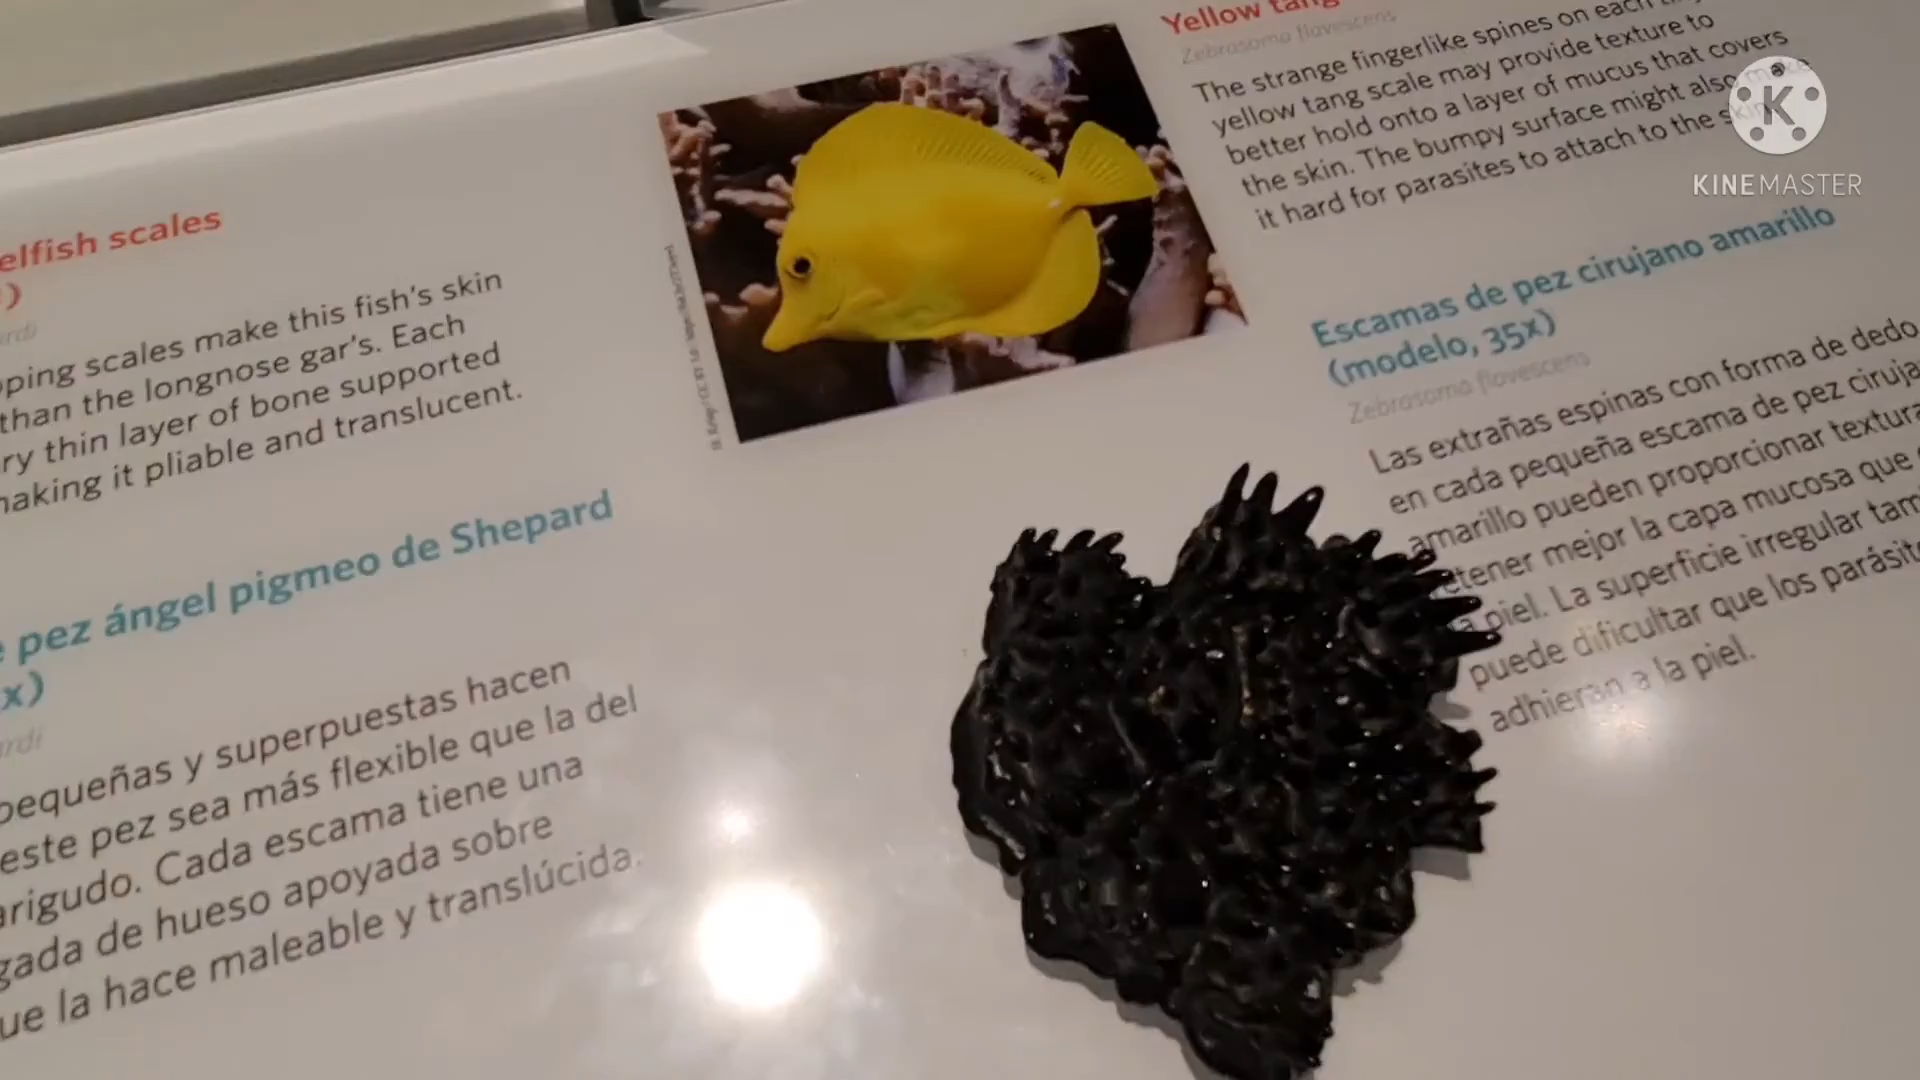 elfish scales
)
rdi
pping scales make this fish's skin
than the longnose gar's. Each
ry thin layer of bone supported
making it pliable and translucent.
pez ángel pigmeo de Shepard
x)
rdi
pequeñas y superpuestas hacen
este pez sea más flexible que la del
arigudo. Cada escama tiene una
gada de hueso apoyada sobre
ue la hace maleable y translúcida.
Yellow tang
Zebrasoma flavescens
The strange fingerlike spines on each
yellow tang scale may provide texture to
better hold onto a layer of mucus that covers
the skin. The bumpy surface might also make
it hard for parasites to attach to the skin
Escamas de pez cirujano amarillo
(modelo, 35x)
Zebrasoma flavescens
Las extrañas espinas con forma de dedo
en cada pequeña escama de pez ciruja
amarillo pueden proporcionar textura
etener mejor la capa mucosa que
a piel. La superficie irregular tam
puede dificultar que los parásito
adhieran a la piel.
K
KINEMASTER